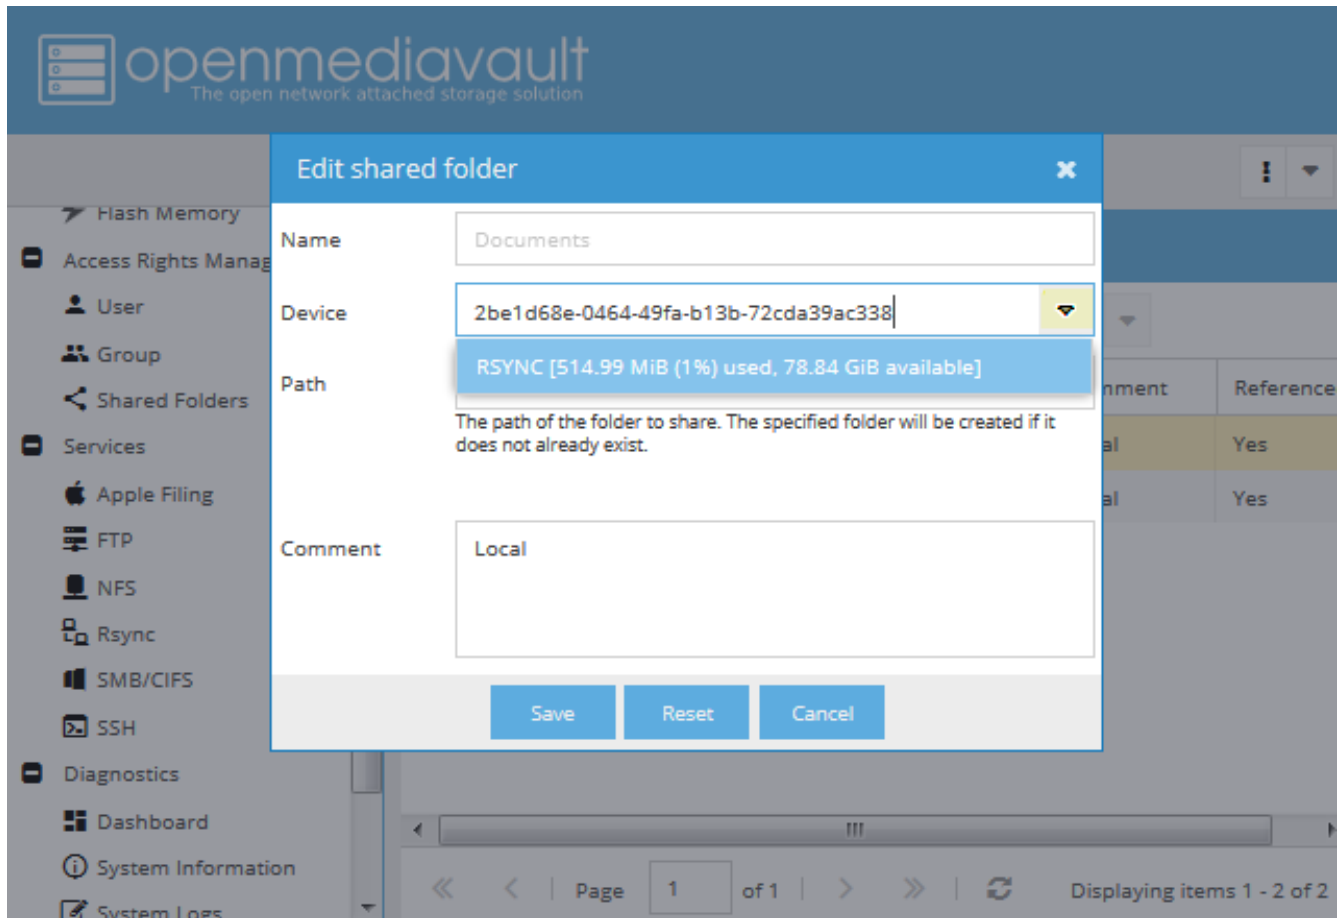 openmediavault
The open network attached storage solution
Edit shared folder
Flash Memory
Access Rights Manag
User
Group
Shared Folders
Services
Apple Filing
FTP
NFS
Rsync
SMB/CIFS
SSH
Diagnostics
Dashboard
System Information
System Logs
Name
Documents
Device
2be1d68e-0464-49fa-b13b-72cda39ac338
RSYNC [514.99 MiB (1%) used, 78.84 GiB available]
Path
The path of the folder to share. The specified folder will be created if it
does not already exist.
Comment
Local
Save Reset Cancel
mment Reference
al Yes
al Yes
Page 1 of 1 Displaying items 1 - 2 of 2